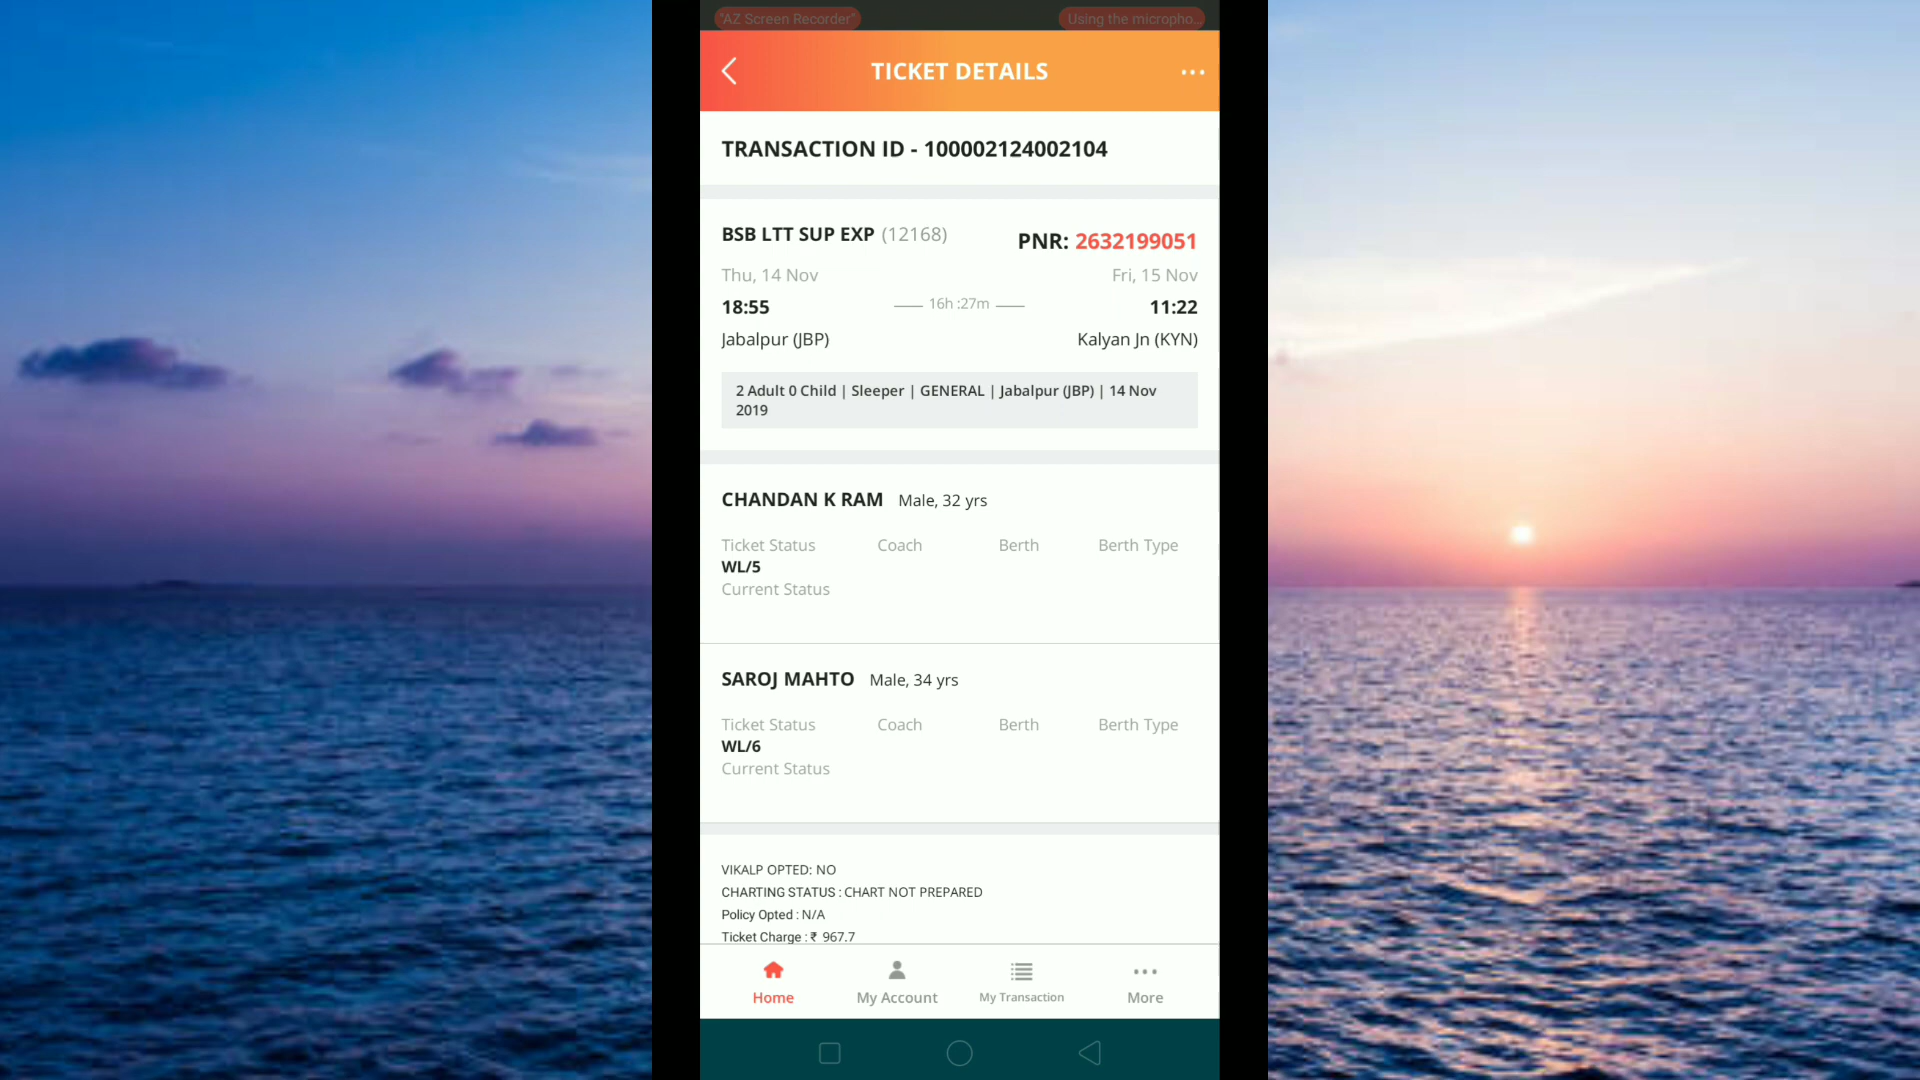 "AZ Screen Recorder" Using the micropho...
TICKET DETAILS
TRANSACTION ID - 100002124002104
BSB LTT SUP EXP (12168) PNR: 2632199051
Thu, 14 Nov Fri, 15 Nov
18:55 16h :27m 11:22
Jabalpur (JBP) Kalyan Jn (KYN)
2 Adult 0 Child | Sleeper | GENERAL | Jabalpur (JBP) | 14 Nov
2019
CHANDAN K RAM Male, 32 yrs
Ticket Status Coach Berth Berth Type
WL/5
Current Status
SAROJ MAHTO Male, 34 yrs
Ticket Status Coach Berth Berth Type
WL/6
Current Status
VIKALP OPTED: NO
CHARTING STATUS : CHART NOT PREPARED
Policy Opted : N/A
Ticket Charge : ₹ 967.7
Home My Account My Transaction More